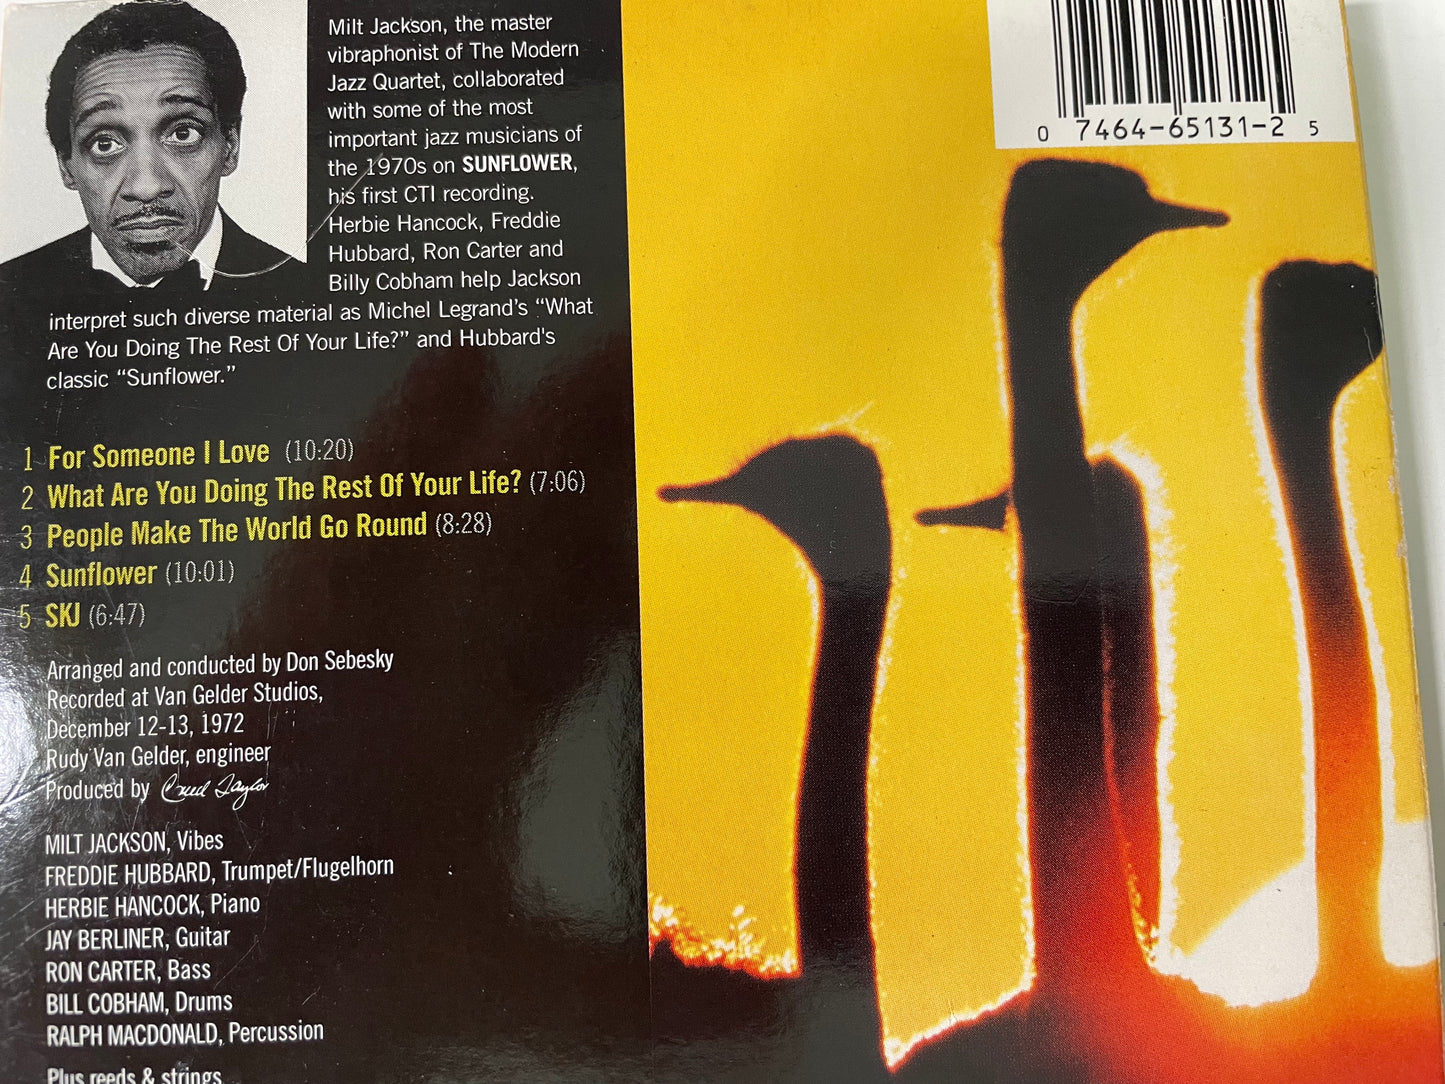 Milt Jackson, the master
vibraphonist of The Modern
Jazz Quartet, collaborated
with some of the most
important jazz musicians of
the 1970s on SUNFLOWER,
his first CTI recording.
Herbie Hancock, Freddie
Hubbard, Ron Carter and
Billy Cobham help Jackson
interpret such diverse material as Michel Legrand's "What
Are You Doing The Rest Of Your Life?" and Hubbard's
classic "Sunflower."
1 For Someone I Love (10:20)
2 What Are You Doing The Rest Of Your Life? (7:06)
3 People Make The World Go Round (8:28)
4 Sunflower (10:01)
5 SKJ (6:47)
Arranged and conducted by Don Sebesky
Recorded at Van Gelder Studios,
December 12-13, 1972
Rudy Van Gelder, engineer
Produced by Creed Taylor
MILT JACKSON, Vibes
FREDDIE HUBBARD, Trumpet/Flugelhorn
HERBIE HANCOCK, Piano
JAY BERLINER, Guitar
RON CARTER, Bass
BILL COBHAM, Drums
RALPH MACDONALD, Percussion
Plus reeds & strings
0 7464-65131-2 5